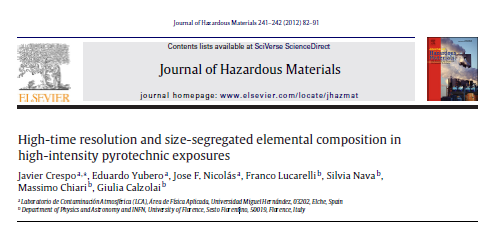 Journal of Hazardous Materials 241–242 (2012) 82–91
Contents lists available at SciVerse ScienceDirect
Journal of Hazardous Materials
journal homepage: www.elsevier.com/locate/jhazmat
ELSEVIER
High-time resolution and size-segregated elemental composition in
high-intensity pyrotechnic exposures
Javier Crespo a,*, Eduardo Yubero a, Jose F. Nicolás a, Franco Lucarelli b, Silvia Nava b,
Massimo Chiari b, Giulia Calzolai b
a Laboratorio de Contaminación Atmosférica (LCA), Área de Física Aplicada, Universidad Miguel Hernández, 03202, Elche, Spain
b Department of Physics and Astronomy and INFN, University of Florence, Sesto Fiorentino, 50019, Florence, Italy